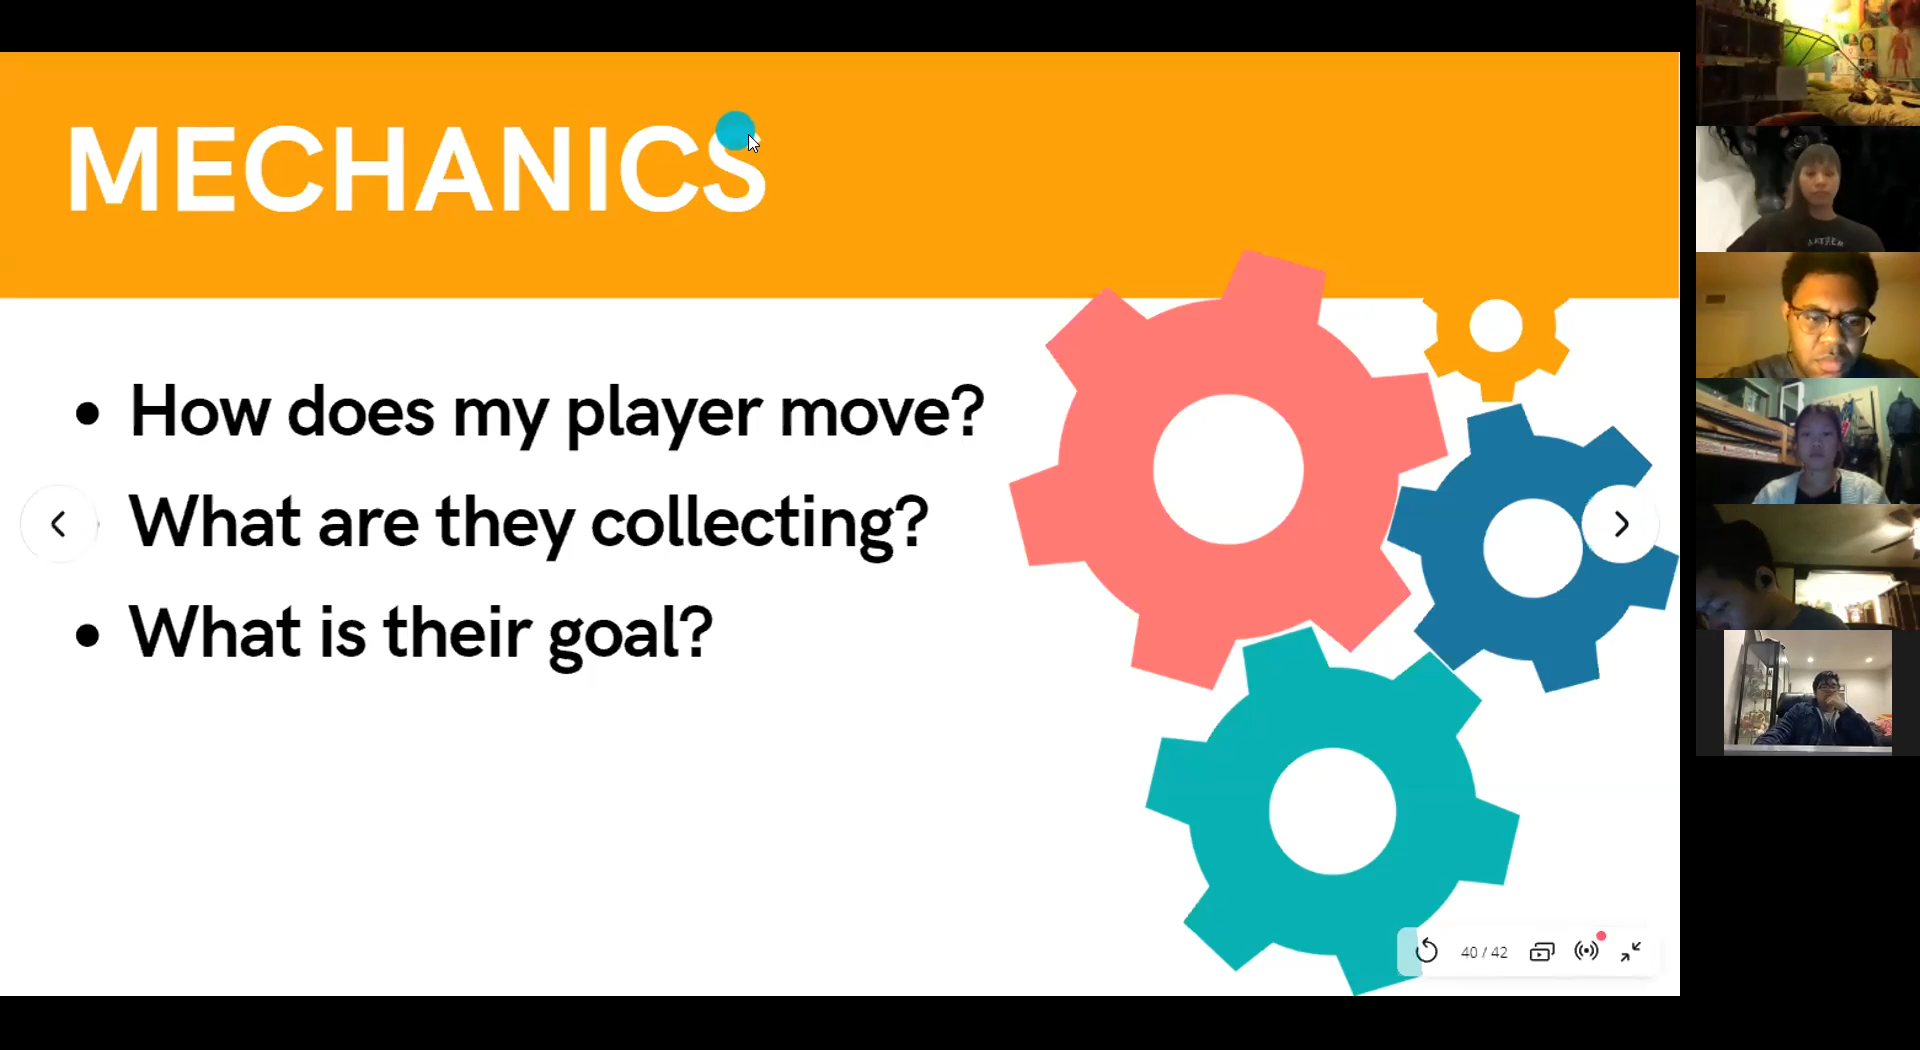 MECHANICS
• How does my player move?
What are they collecting?
• What is their goal?
40 / 42